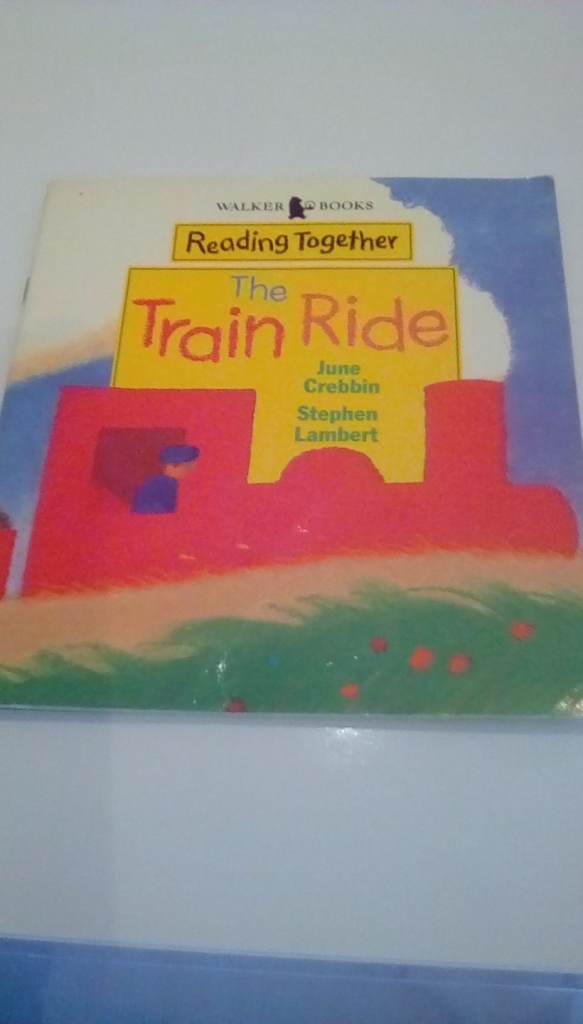 WALKER BOOKS
Reading Together
The
Train Ride
June
Crebbin
Stephen
Lambert